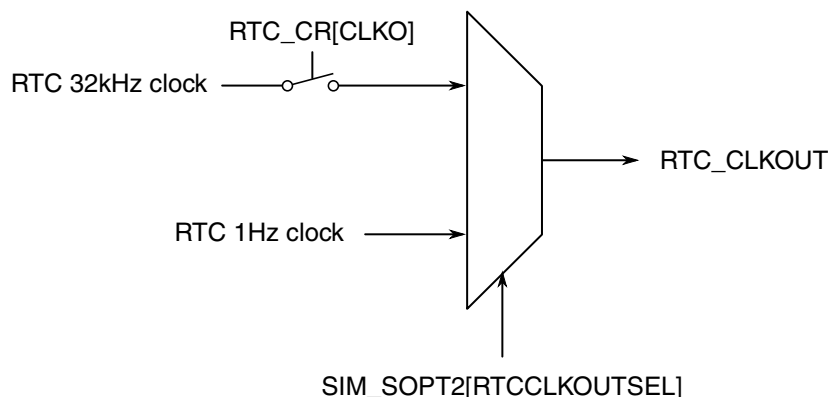 RTC_CR[CLKO]
RTC 32kHz clock
RTC_CLKOUT
RTC 1Hz clock
SIM_SOPT2[RTCCLKOUTSEL]